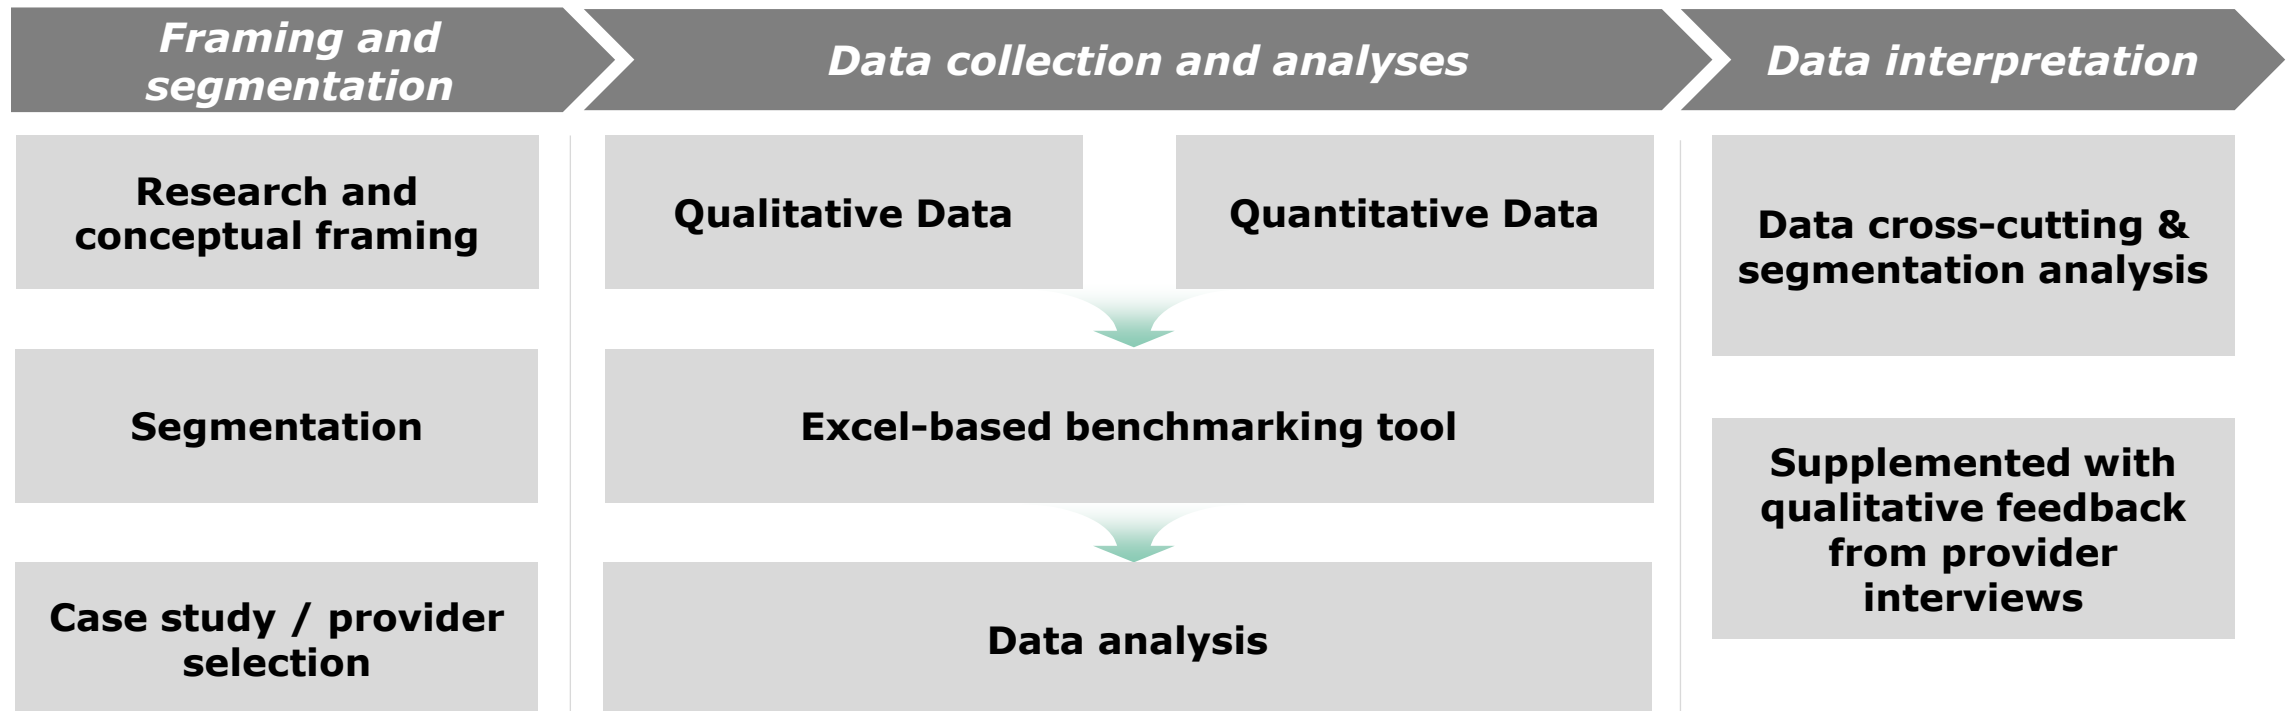 Framing and
segmentation
Data collection and analyses
Data interpretation
Research and
conceptual framing
Segmentation
Case study / provider
selection
Qualitative Data
Quantitative Data
Excel-based benchmarking tool
Data analysis
Data cross-cutting &
segmentation analysis
Supplemented with
qualitative feedback
from provider
interviews